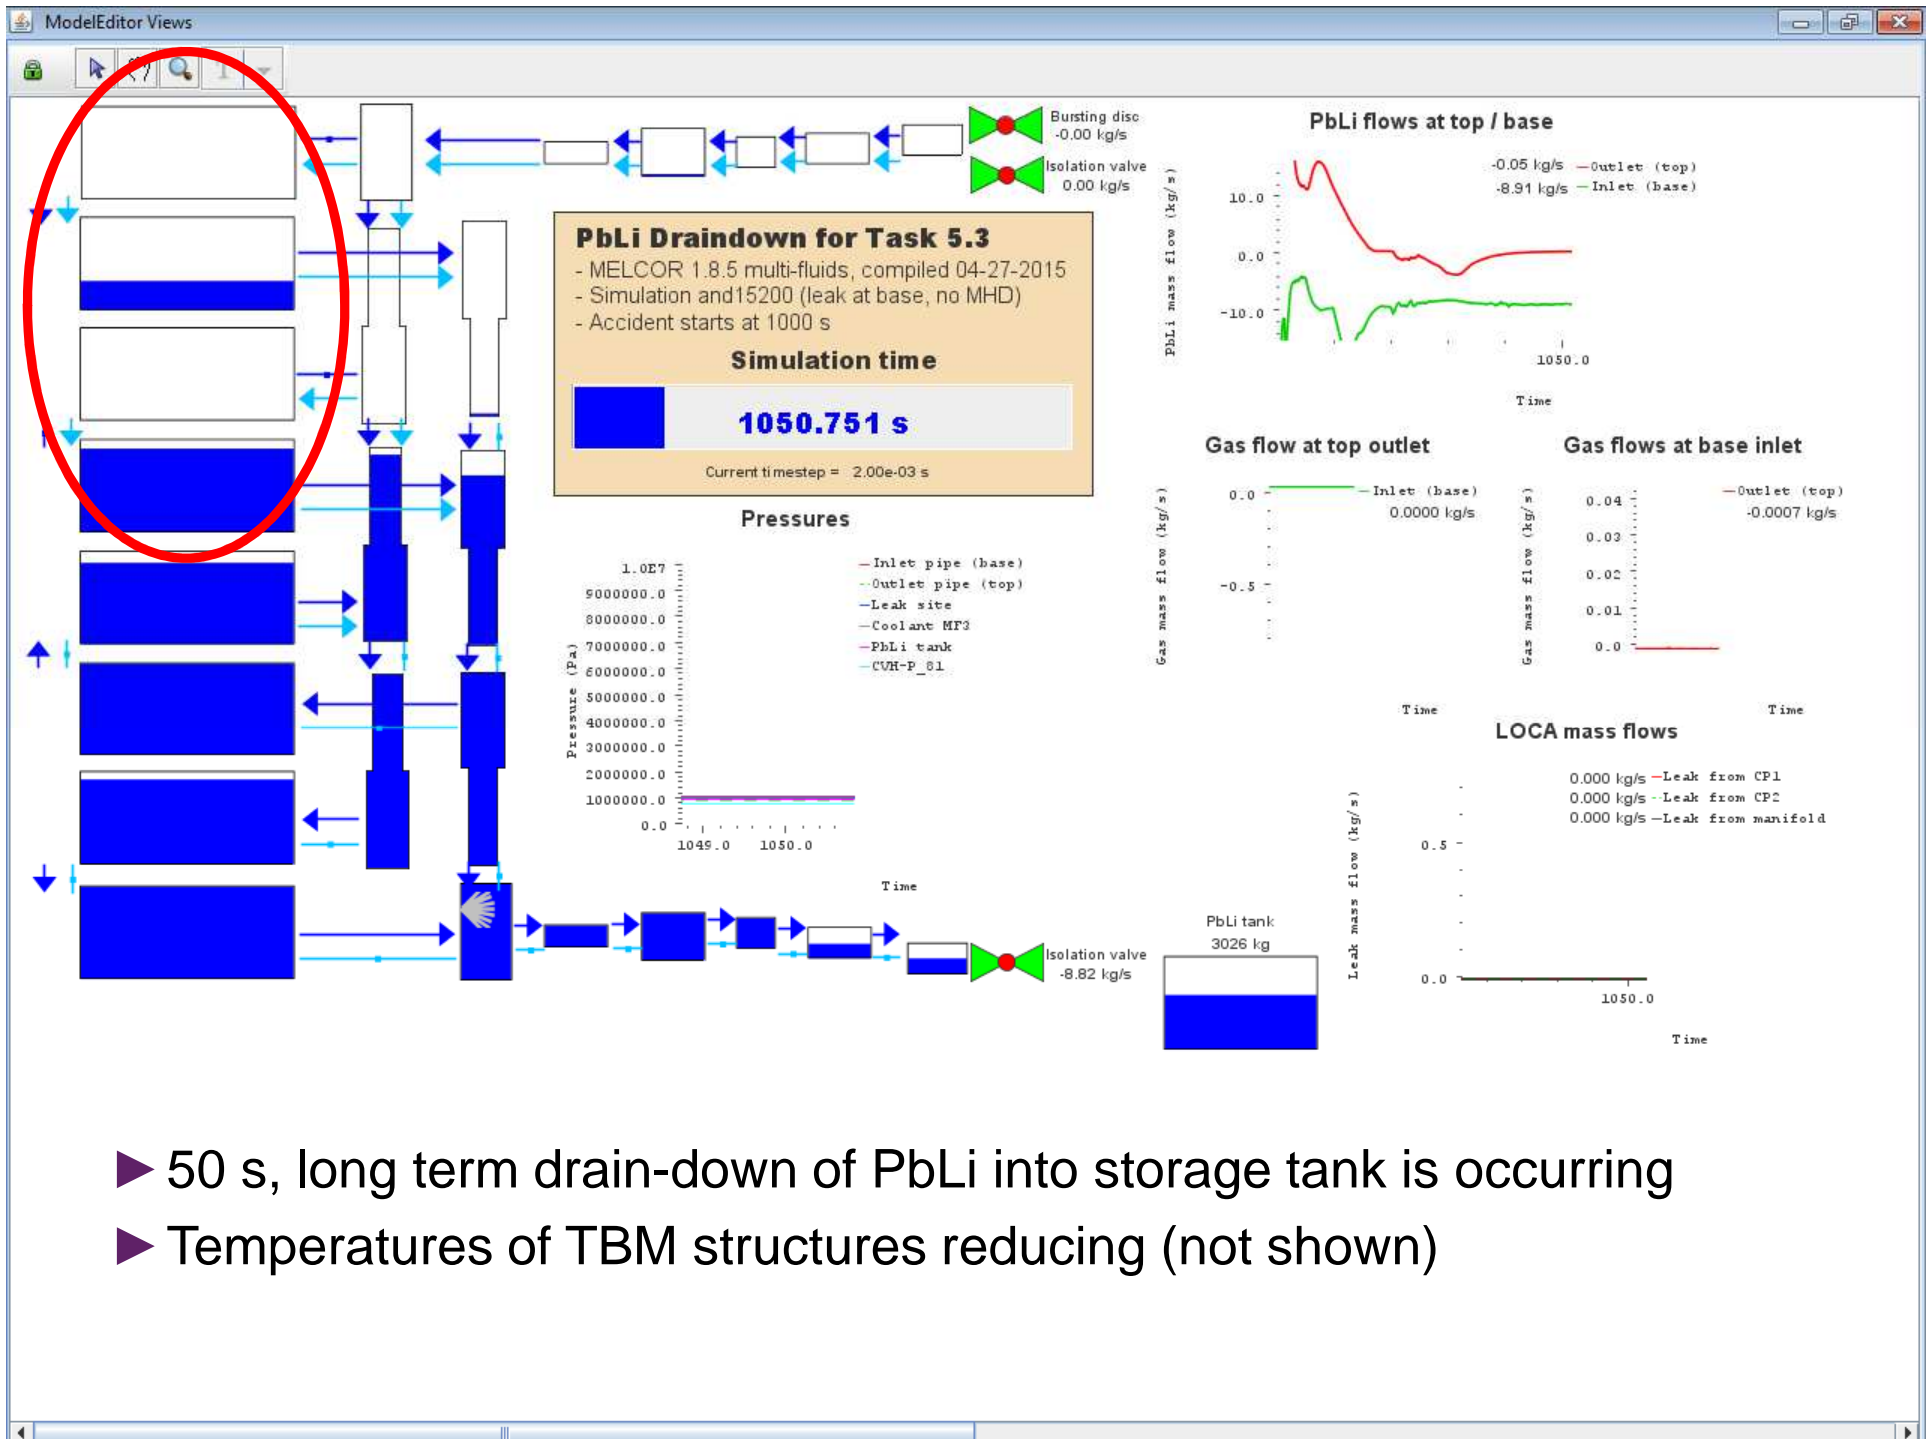 ModelEditor Views
T
Bursting disc
-0.00 kg/s
Isolation valve
0.00 kg/s
PbLi flows at top / base
-0.05 kg/s Outlet (top)
-8.91 kg/s Inlet (base)
PbLi mass flow (kg/s)
10.0
0.0
-10.0
1050.0
Time
PbLi Draindown for Task 5.3
- MELCOR 1.8.5 multi-fluids, compiled 04-27-2015
- Simulation and15200 (leak at base, no MHD)
- Accident starts at 1000 s
Simulation time
1050.751 s
Current timestep = 2.00e-03 s
Gas flow at top outlet
Inlet (base)
0.0000 kg/s
Gas mass flow (kg/s)
0.0
-0.5
Time
Gas flows at base inlet
Outlet (top)
-0.0007 kg/s
Gas mass flow (kg/s)
0.04
0.03
0.02
0.01
0.0
Time
Pressures
Inlet pipe (base)
Outlet pipe (top)
Leak site
Coolant MF3
PbLi tank
CVH-P_81
Pressure (Pa)
1.0E7
9000000.0
8000000.0
7000000.0
6000000.0
5000000.0
4000000.0
3000000.0
2000000.0
1000000.0
0.0
1049.0 1050.0
Time
LOCA mass flows
0.000 kg/s Leak from CP1
0.000 kg/s Leak from CP2
0.000 kg/s Leak from manifold
Leak mass flow (kg/s)
0.5
0.0
1050.0
Time
Isolation valve
-8.82 kg/s
PbLi tank
3026 kg
50 s, long term drain-down of PbLi into storage tank is occurring
Temperatures of TBM structures reducing (not shown)